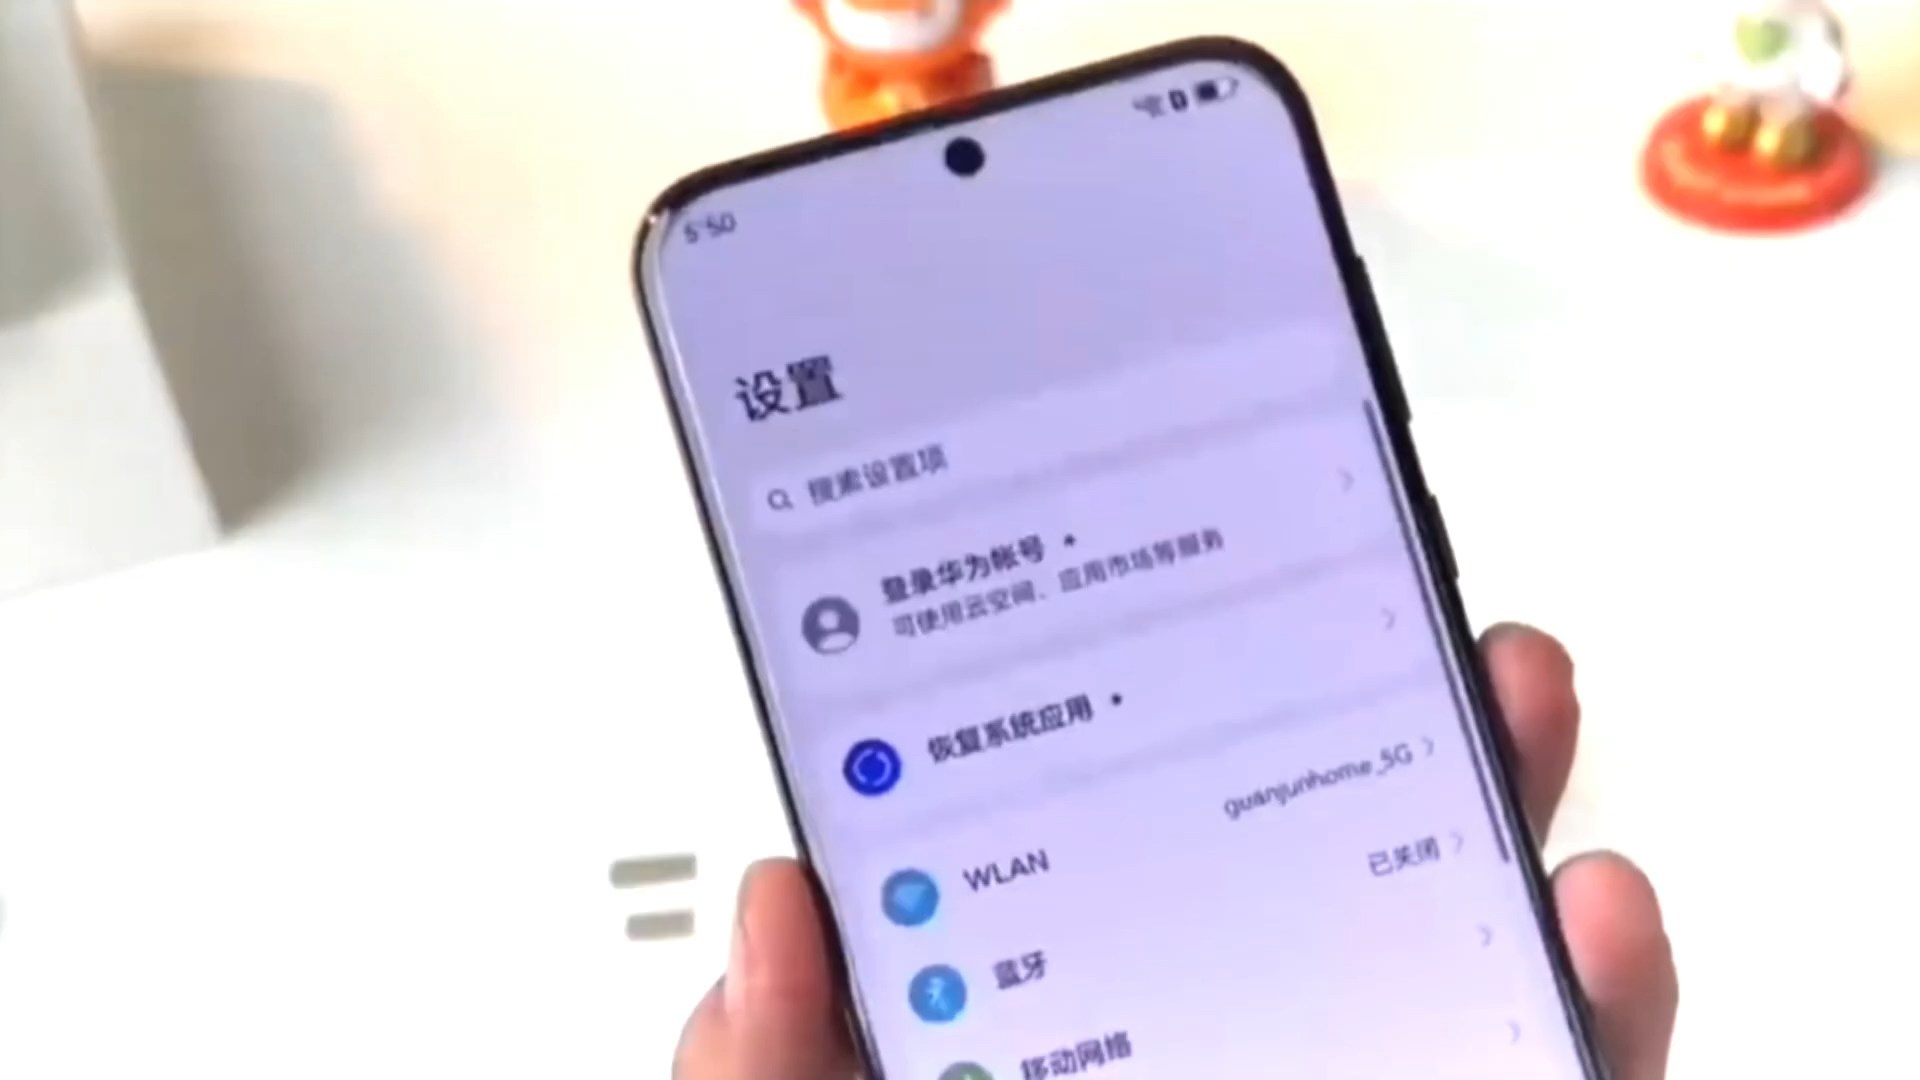 5:50
设置
搜索设置项
登录华为帐号
可使用云空间、应用市场等服务
恢复系统应用
WLAN
guanjunhome_5G
蓝牙
已关闭
移动网络